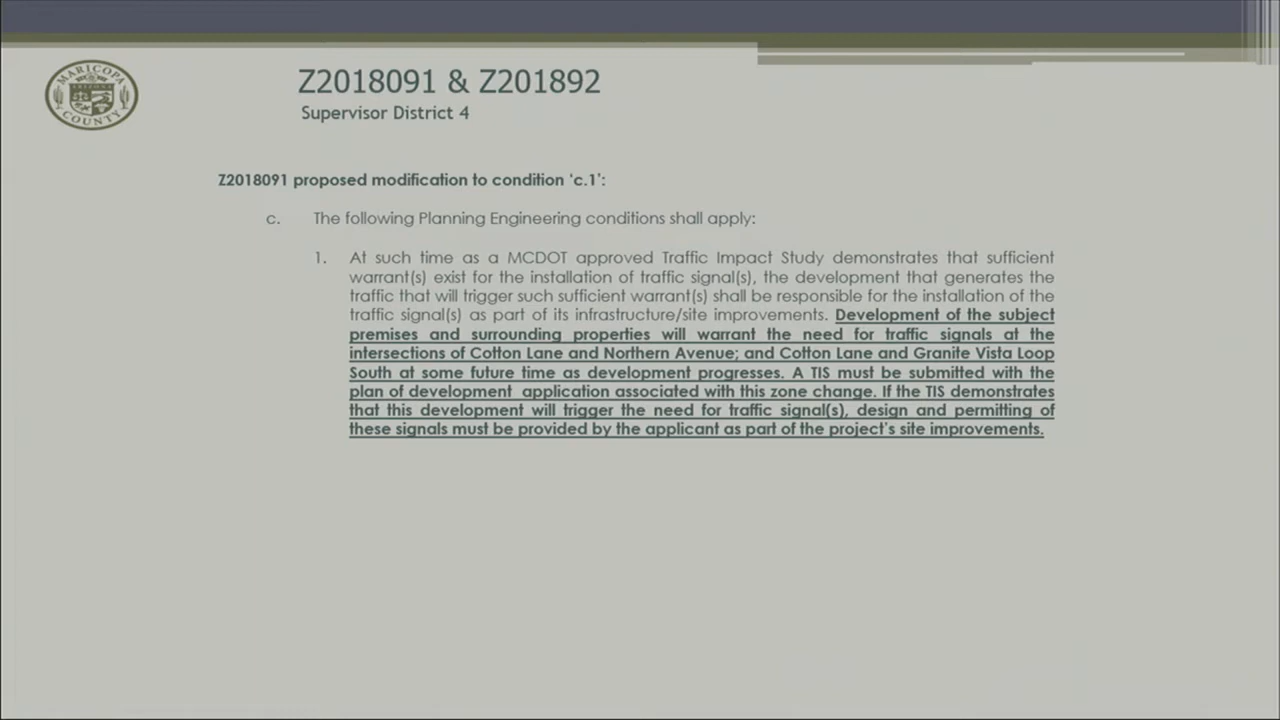 MARICOPA
COUNTY
Z2018091 & Z201892
Supervisor District 4
Z2018091 proposed modification to condition ‘c.1’:
c. The following Planning Engineering conditions shall apply:
1. At such time as a MCDOT approved Traffic Impact Study demonstrates that sufficient
warrant(s) exist for the installation of traffic signal(s), the development that generates the
traffic that will trigger such sufficient warrant(s) shall be responsible for the installation of the
traffic signal(s) as part of its infrastructure/site improvements. Development of the subject
premises and surrounding properties will warrant the need for traffic signals at the
intersections of Cotton Lane and Northern Avenue; and Cotton Lane and Granite Vista Loop
South at some future time as development progresses. A TIS must be submitted with the
plan of development application associated with this zone change. If the TIS demonstrates
that this development will trigger the need for traffic signal(s), design and permitting of
these signals must be provided by the applicant as part of the project's site improvements.